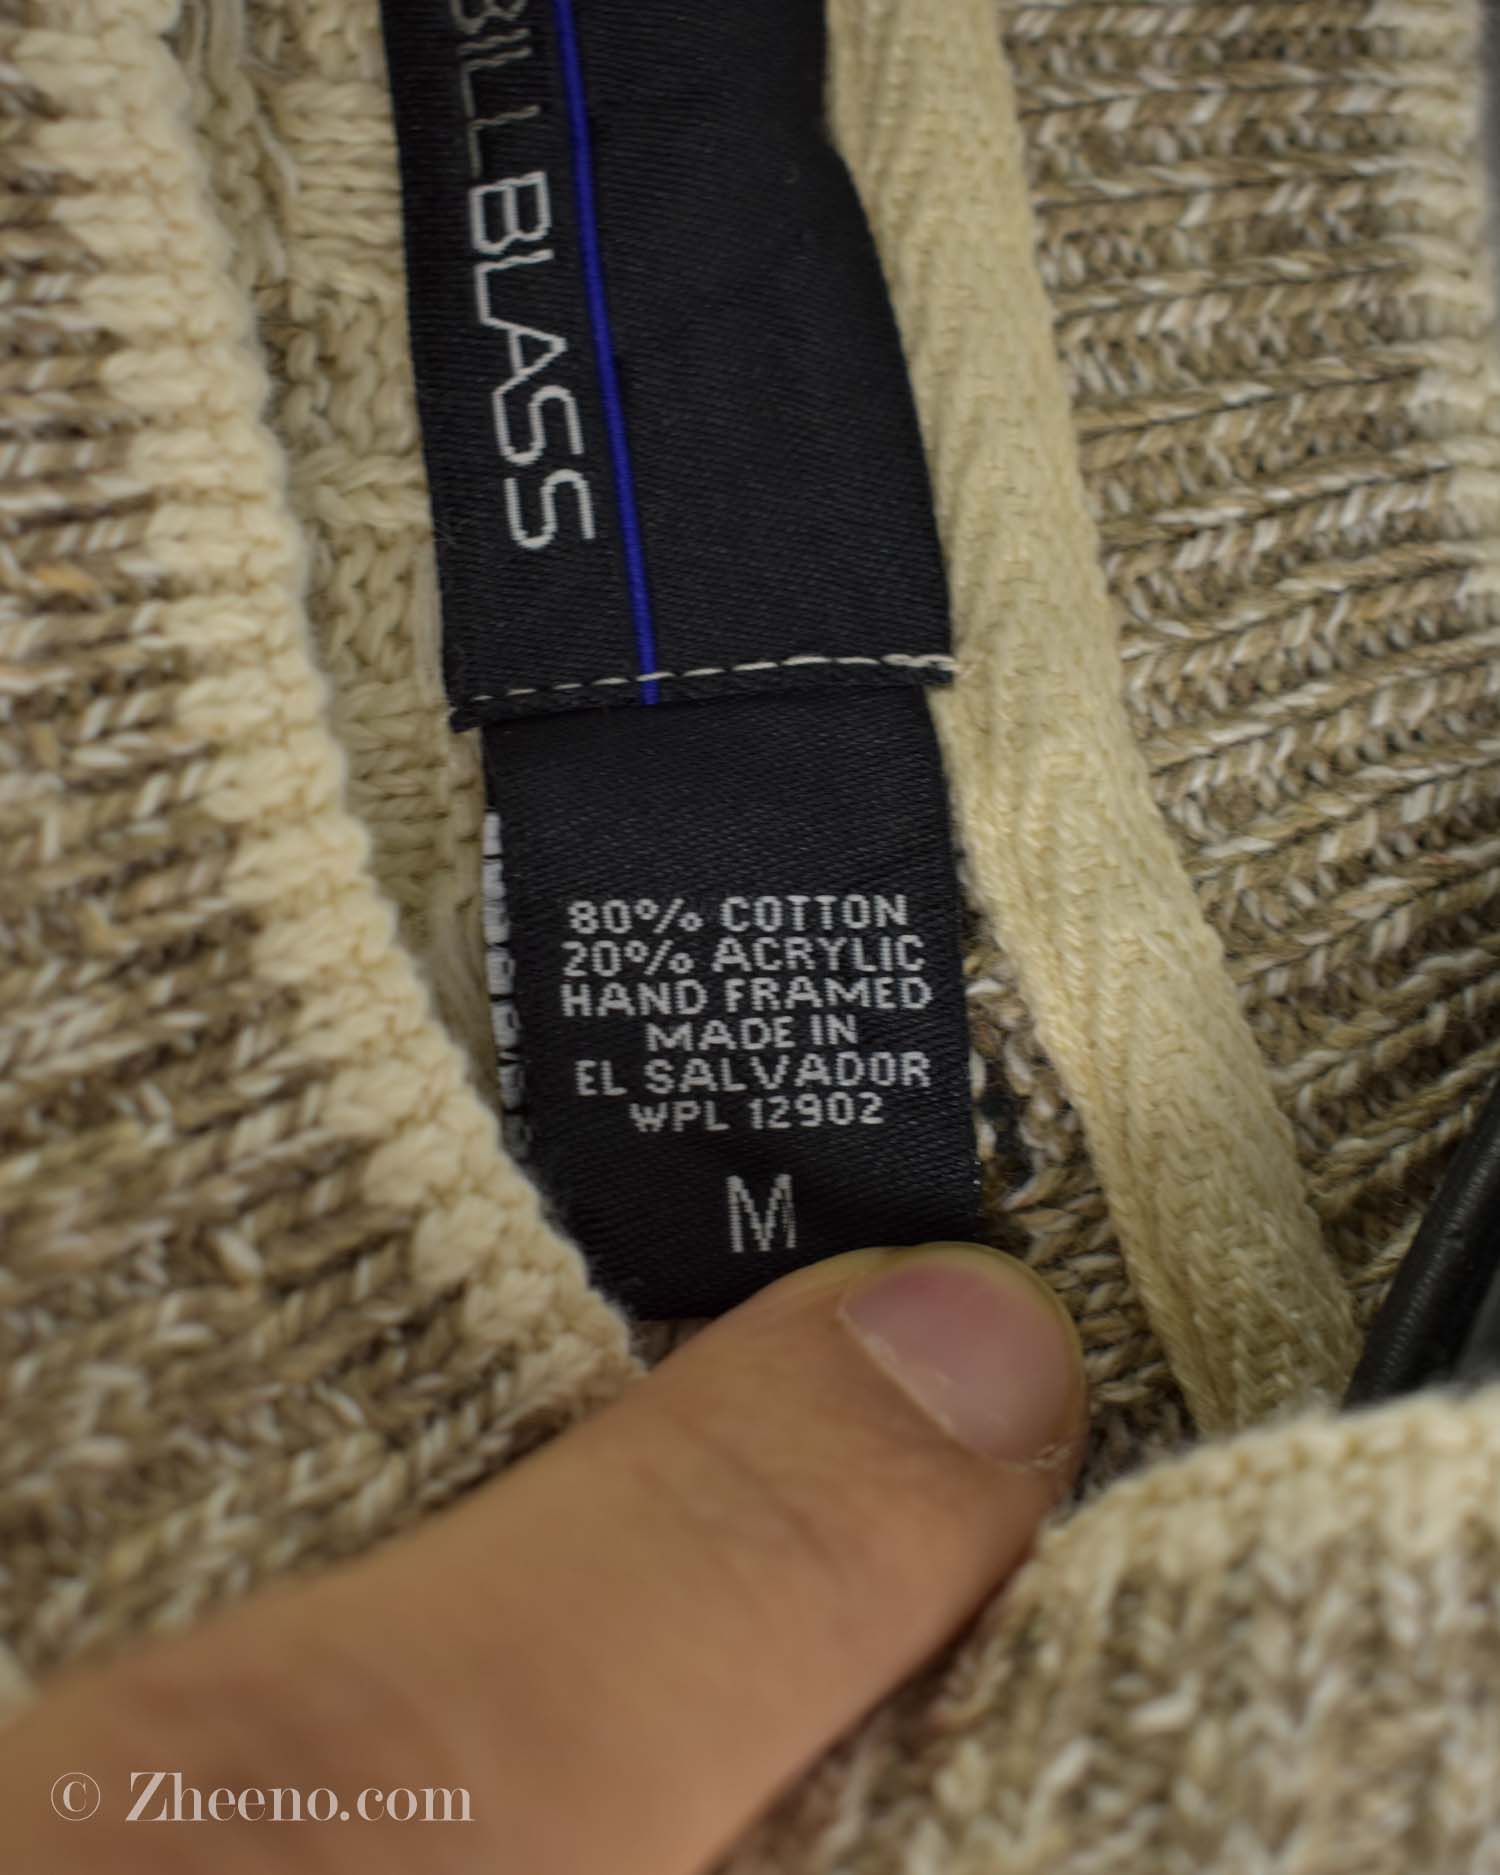 BILL BLASS
80% COTTON
20% ACRYLIC
HAND FRAMED
MADE IN
EL SALVADOR
WPL 12902
M
© Zheeno.com